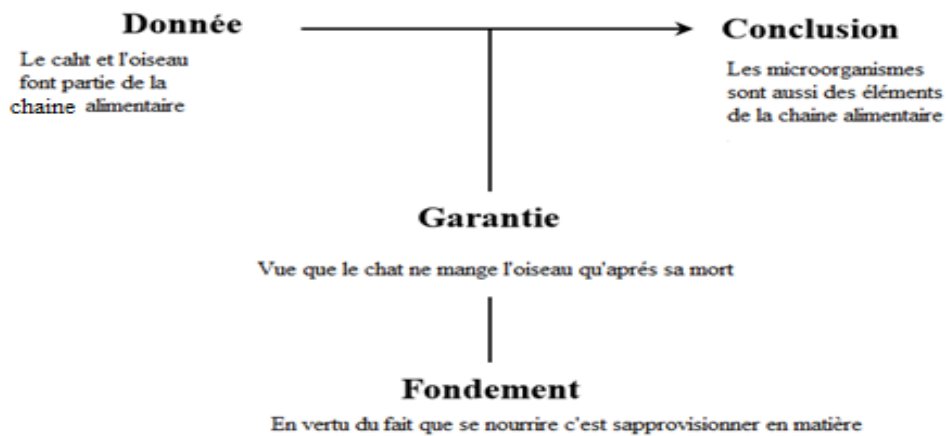 Donnée
Le caht et l'oiseau
font partie de la
chaine alimentaire
Conclusion
Les microorganismes
sont aussi des éléments
de la chaine alimentaire
Garantie
Vue que le chat ne mange l'oiseau qu'aprés sa mort
Fondement
En vertu du fait que se nourrire c'est sapprovisionner en matière